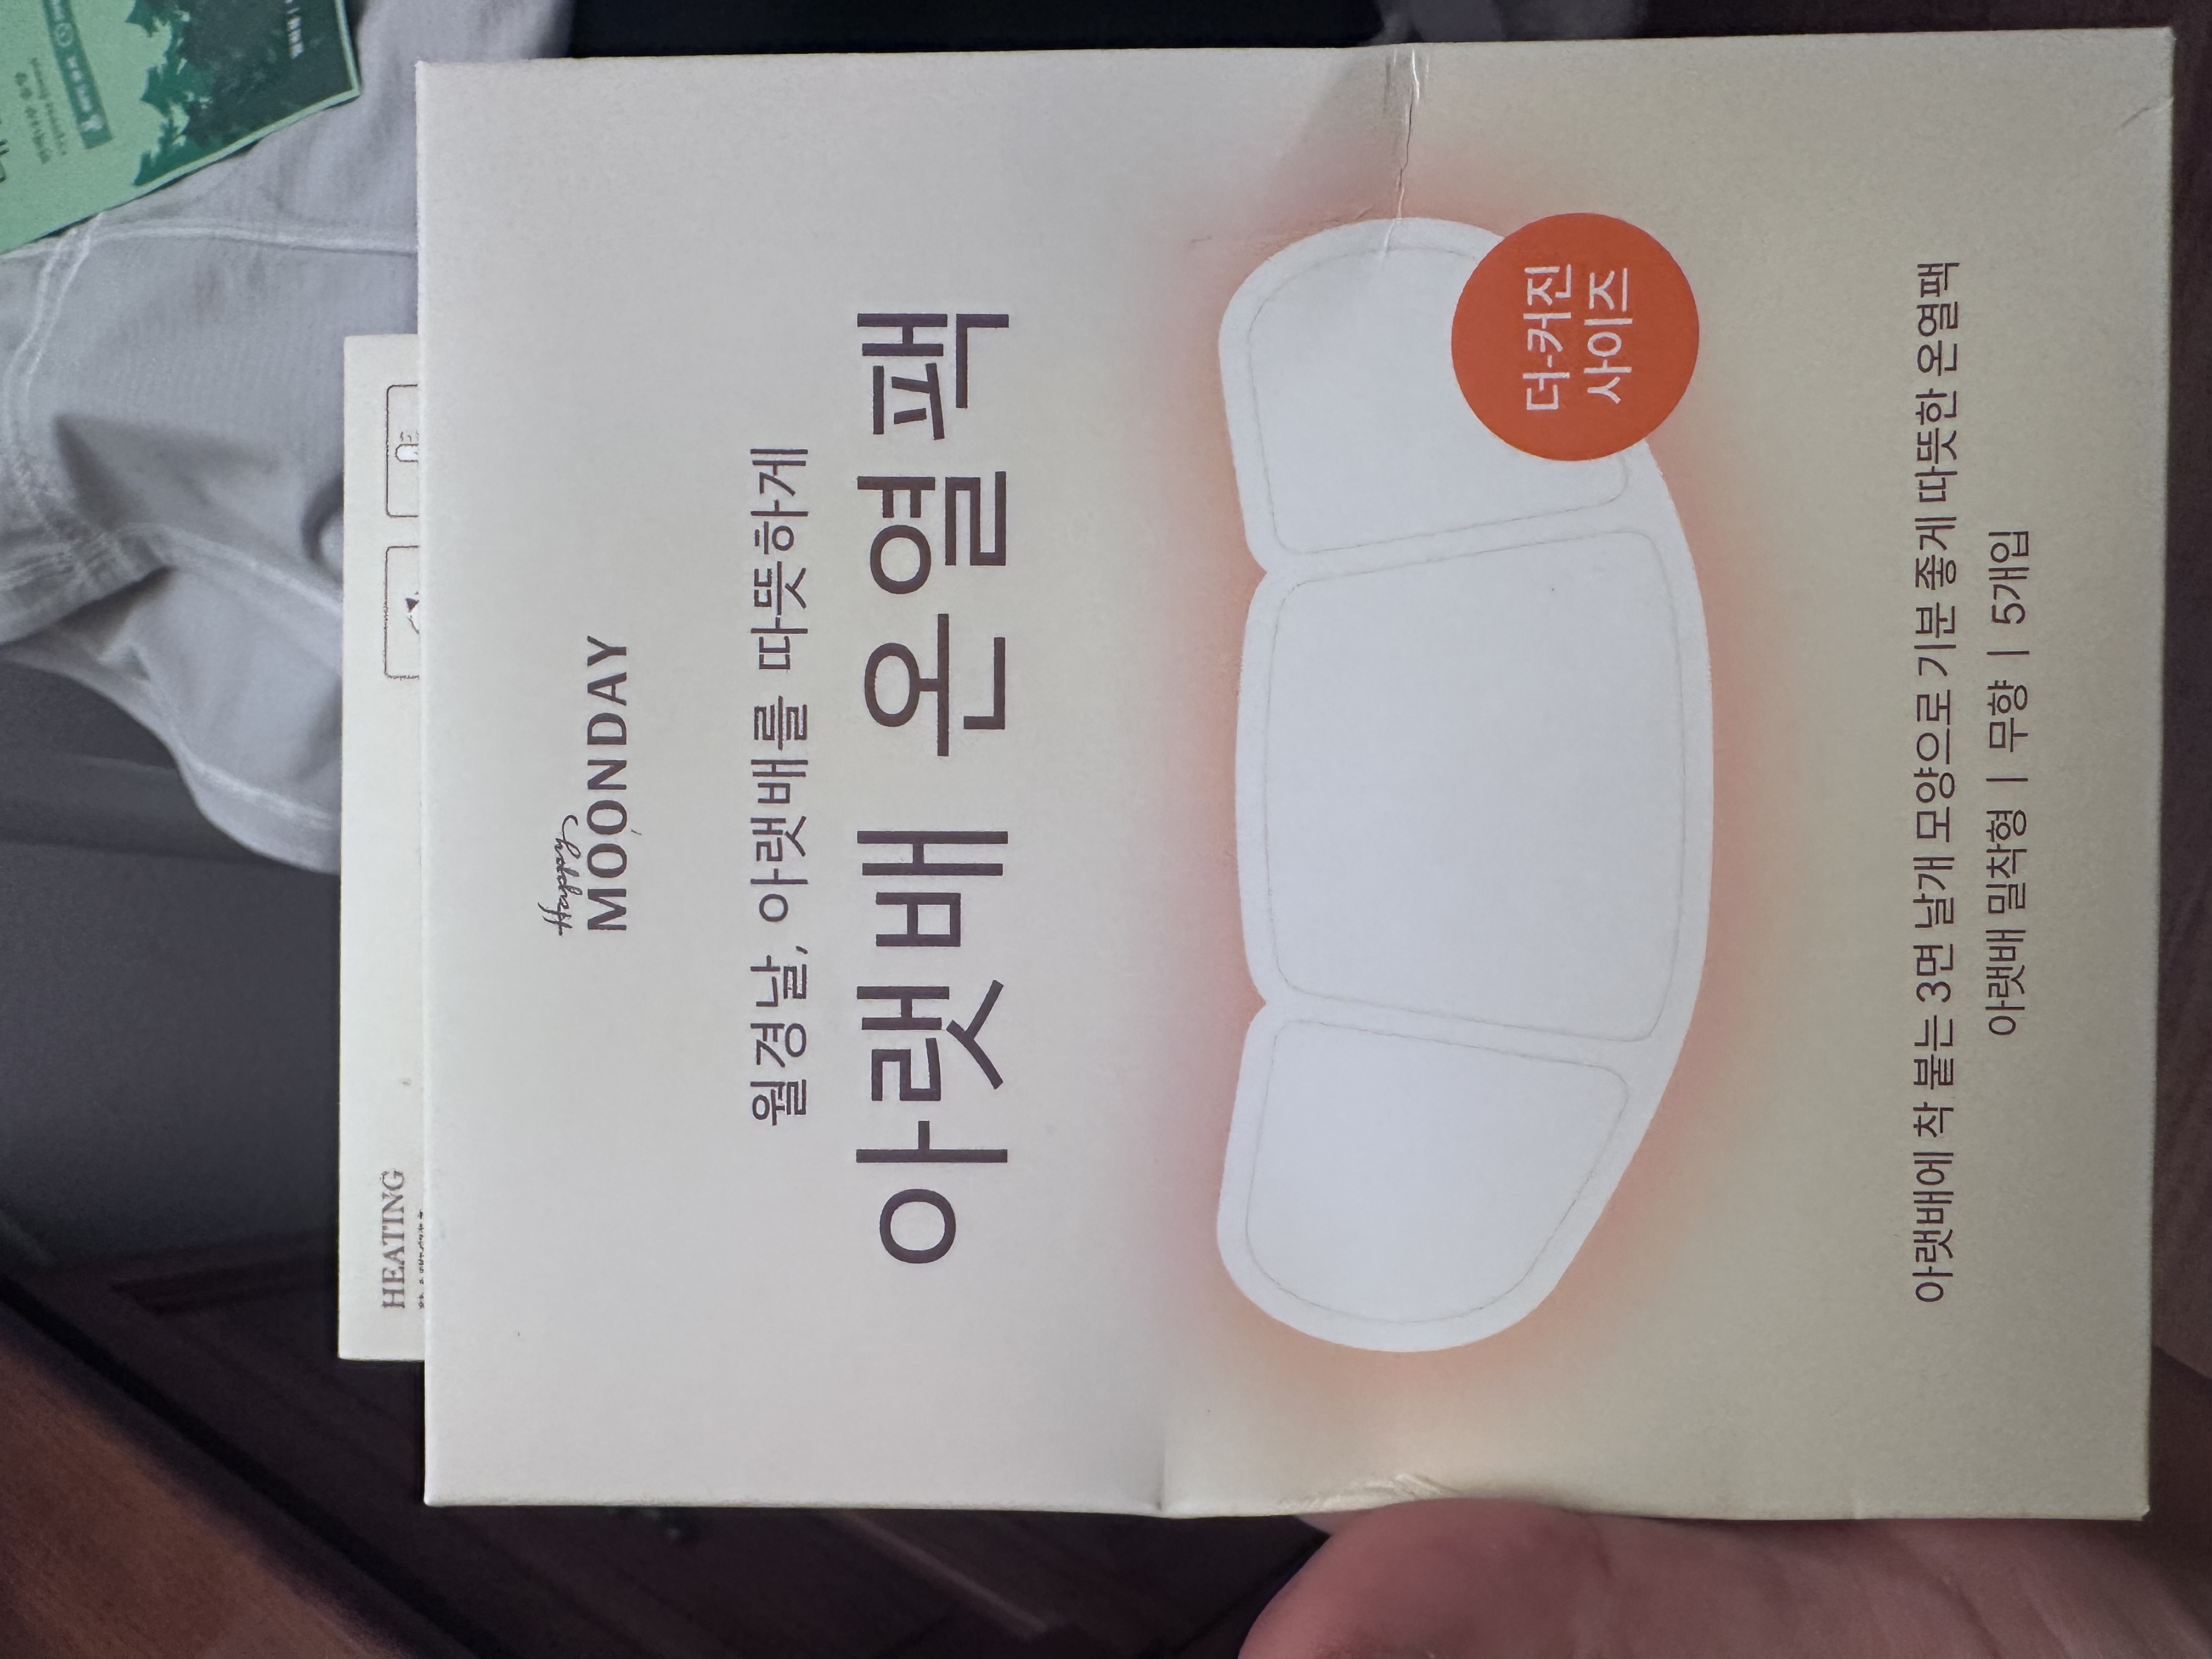 MOONDAY
월경 날, 아랫배를 따뜻하게
아랫배 온열팩
더-커진
사이즈
아랫배에 착 붙는 3면 날개 모양으로 기분 좋게 따뜻한 온열팩
아랫배 밀착형 | 무향 | 5개입
HEATING